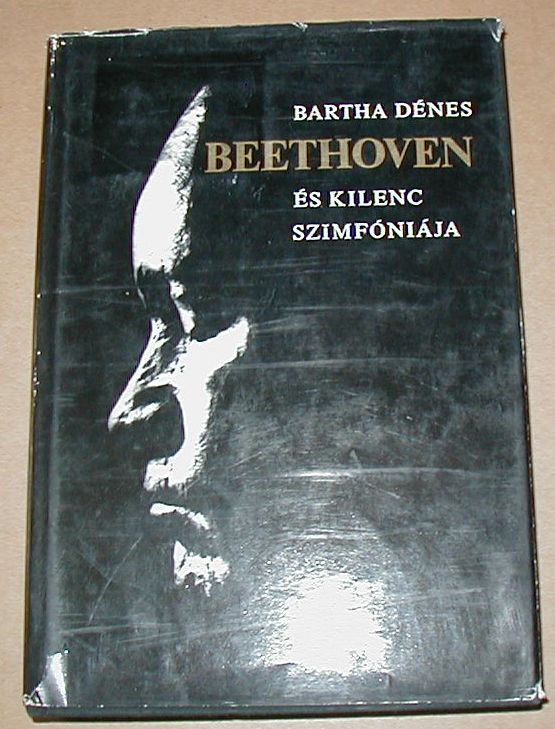 BARTHA DÉNES
BEETHOVEN
ÉS KILENC
SZIMFÓNIÁJA